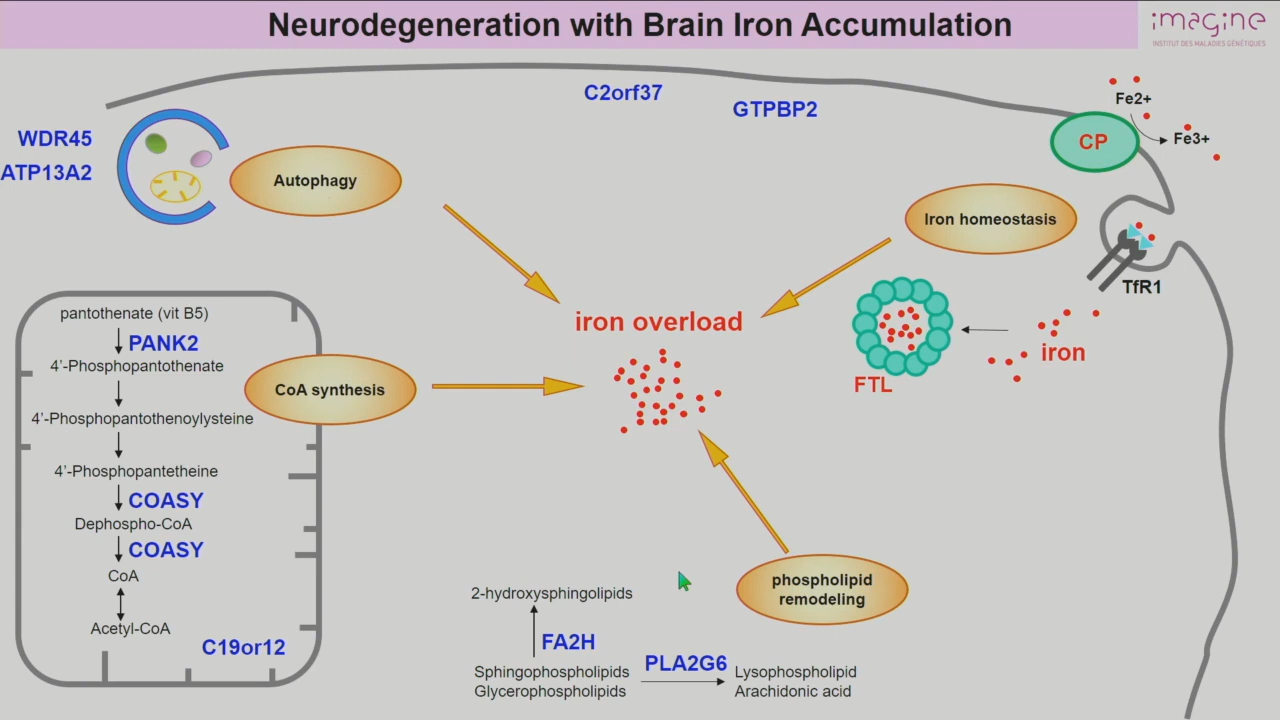 Neurodegeneration with Brain Iron Accumulation
imagine
INSTITUT DES MALADIES GÉNÉTIQUES
C2orf37
GTPBP2
Fe2+
Fe3+
CP
WDR45
ATP13A2
Autophagy
Iron homeostasis
TfR1
iron overload
iron
FTL
pantothenate (vit B5)
PANK2
4'-Phosphopantothenate
4'-Phosphopantothenoylysteine
4'-Phosphopantetheine
COASY
Dephospho-CoA
COASY
CoA
Acetyl-CoA
C19or12
CoA synthesis
phospholipid
remodeling
2-hydroxysphingolipids
FA2H
Sphingophospholipids
Glycerophospholipids
PLA2G6
Lysophospholipid
Arachidonic acid